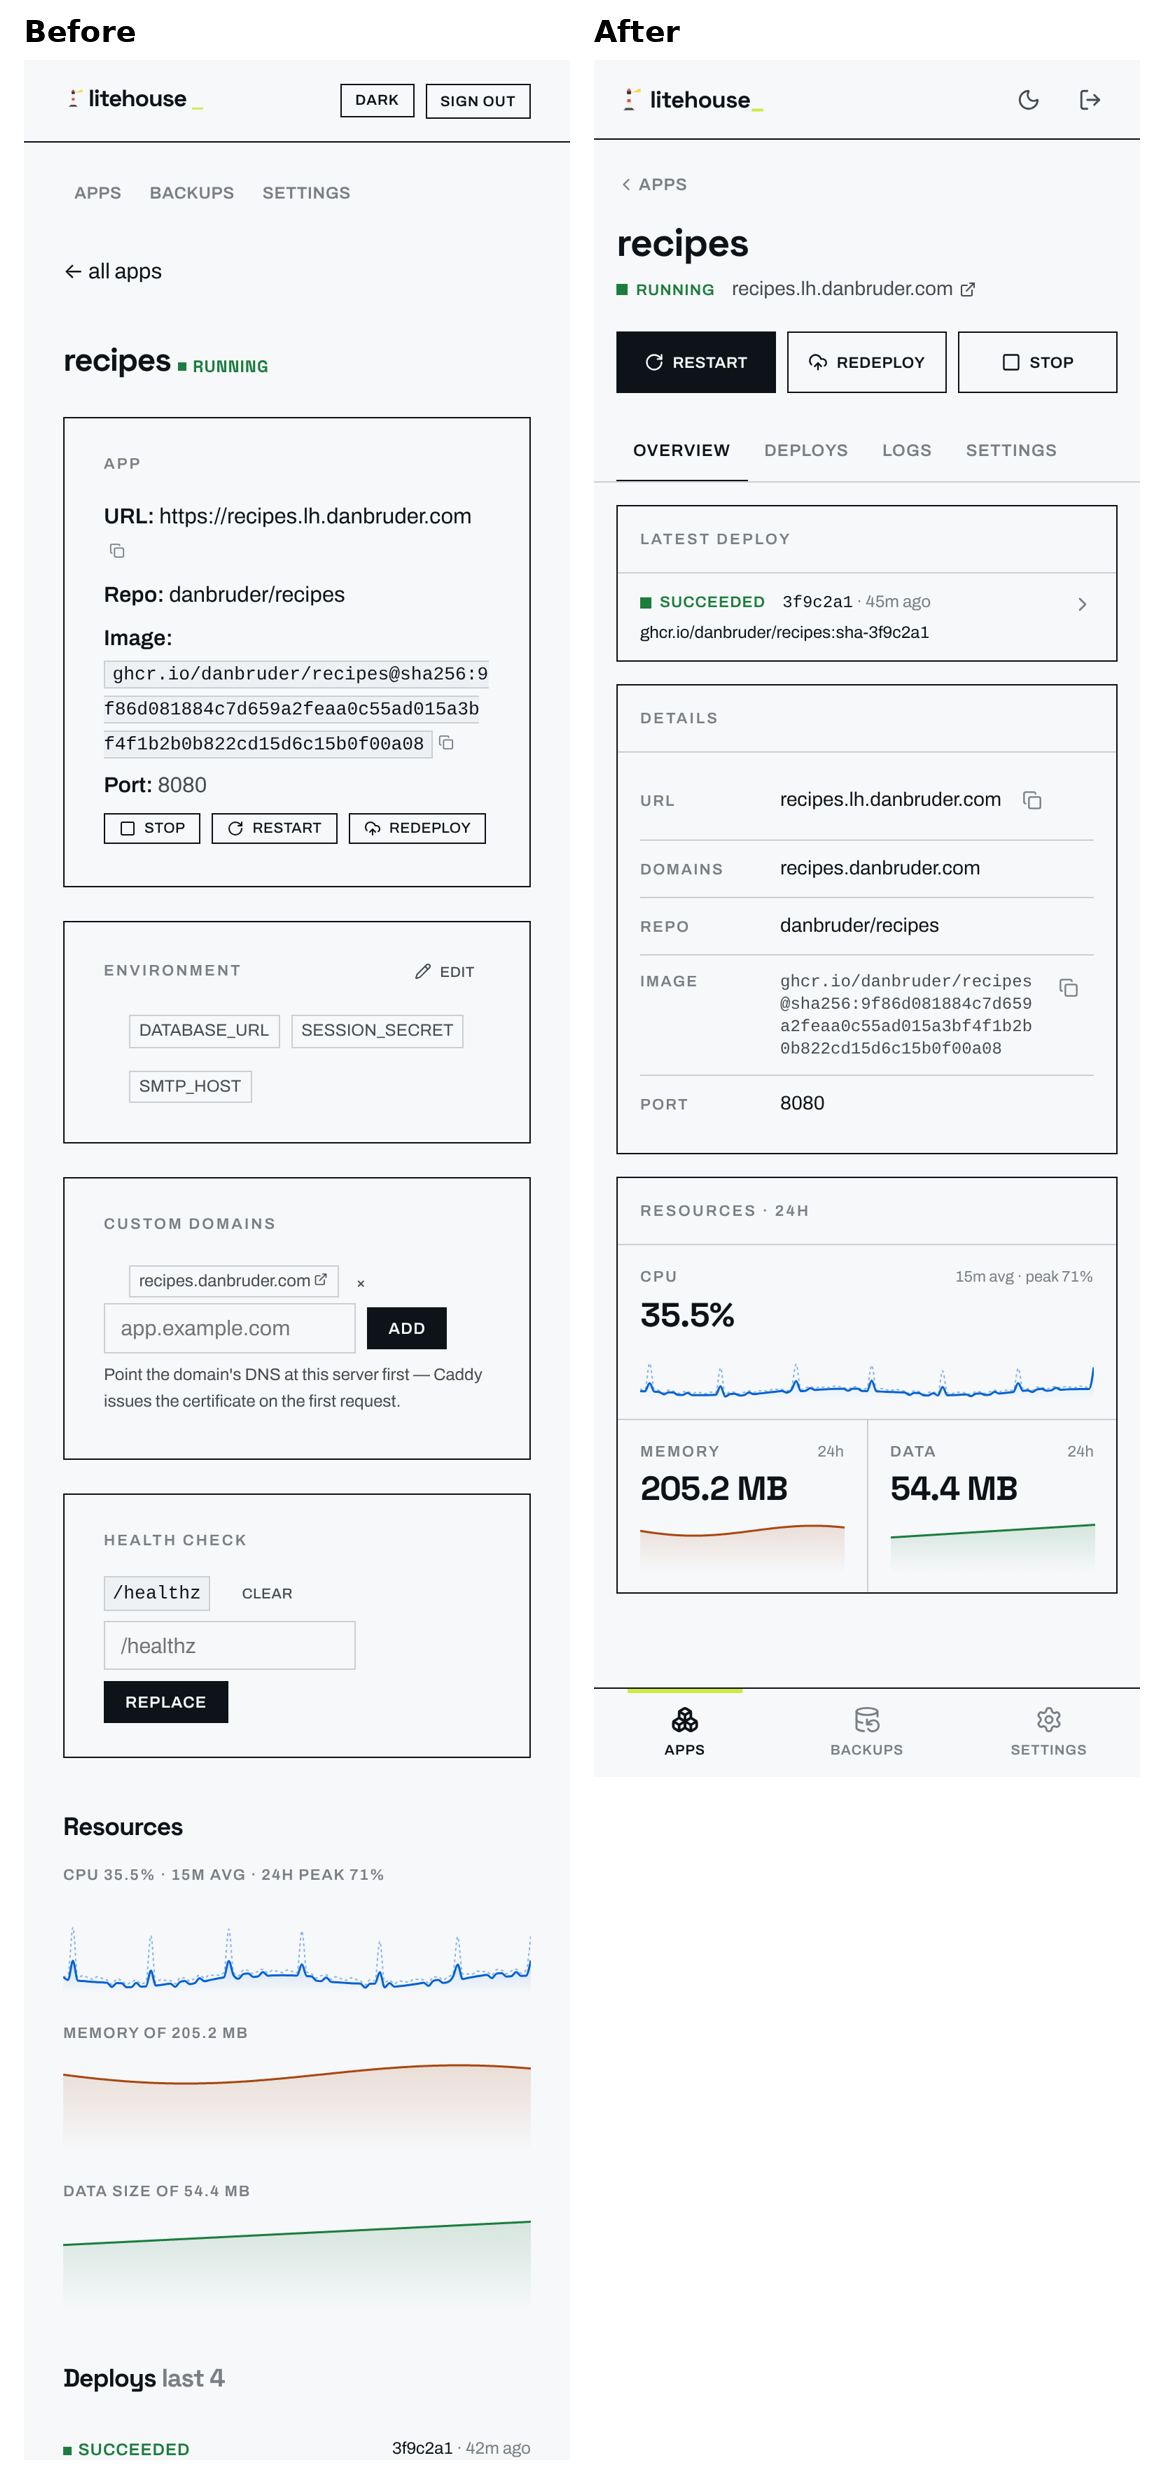 Before
litehouse_
DARK
SIGN OUT
APPS BACKUPS SETTINGS
← all apps
recipes RUNNING
APP
URL: https://recipes.lh.danbruder.com
Repo: danbruder/recipes
Image:
ghcr.io/danbruder/recipes@sha256:9
f86d081884c7d659a2feaa0c55ad015a3b
f4f1b2b0b822cd15d6c15b0f00a08
Port: 8080
STOP RESTART REDEPLOY
ENVIRONMENT EDIT
DATABASE_URL SESSION_SECRET
SMTP_HOST
CUSTOM DOMAINS
recipes.danbruder.com ×
app.example.com ADD
Point the domain's DNS at this server first — Caddy
issues the certificate on the first request.
HEALTH CHECK
/healthz CLEAR
/healthz
REPLACE
Resources
CPU 35.5% · 15M AVG · 24H PEAK 71%
MEMORY OF 205.2 MB
DATA SIZE OF 54.4 MB
Deploys last 4
SUCCEEDED 3f9c2a1 · 42m ago
After
litehouse_
APPS
recipes
RUNNING recipes.lh.danbruder.com
RESTART REDEPLOY STOP
OVERVIEW DEPLOYS LOGS SETTINGS
LATEST DEPLOY
SUCCEEDED 3f9c2a1 · 45m ago
ghcr.io/danbruder/recipes:sha-3f9c2a1
DETAILS
URL recipes.lh.danbruder.com
DOMAINS recipes.danbruder.com
REPO danbruder/recipes
IMAGE ghcr.io/danbruder/recipes
@sha256:9f86d081884c7d659
a2feaa0c55ad015a3bf4f1b2b
0b822cd15d6c15b0f00a08
PORT 8080
RESOURCES · 24H
CPU 15m avg · peak 71%
35.5%
MEMORY 24h DATA 24h
205.2 MB 54.4 MB
APPS BACKUPS SETTINGS